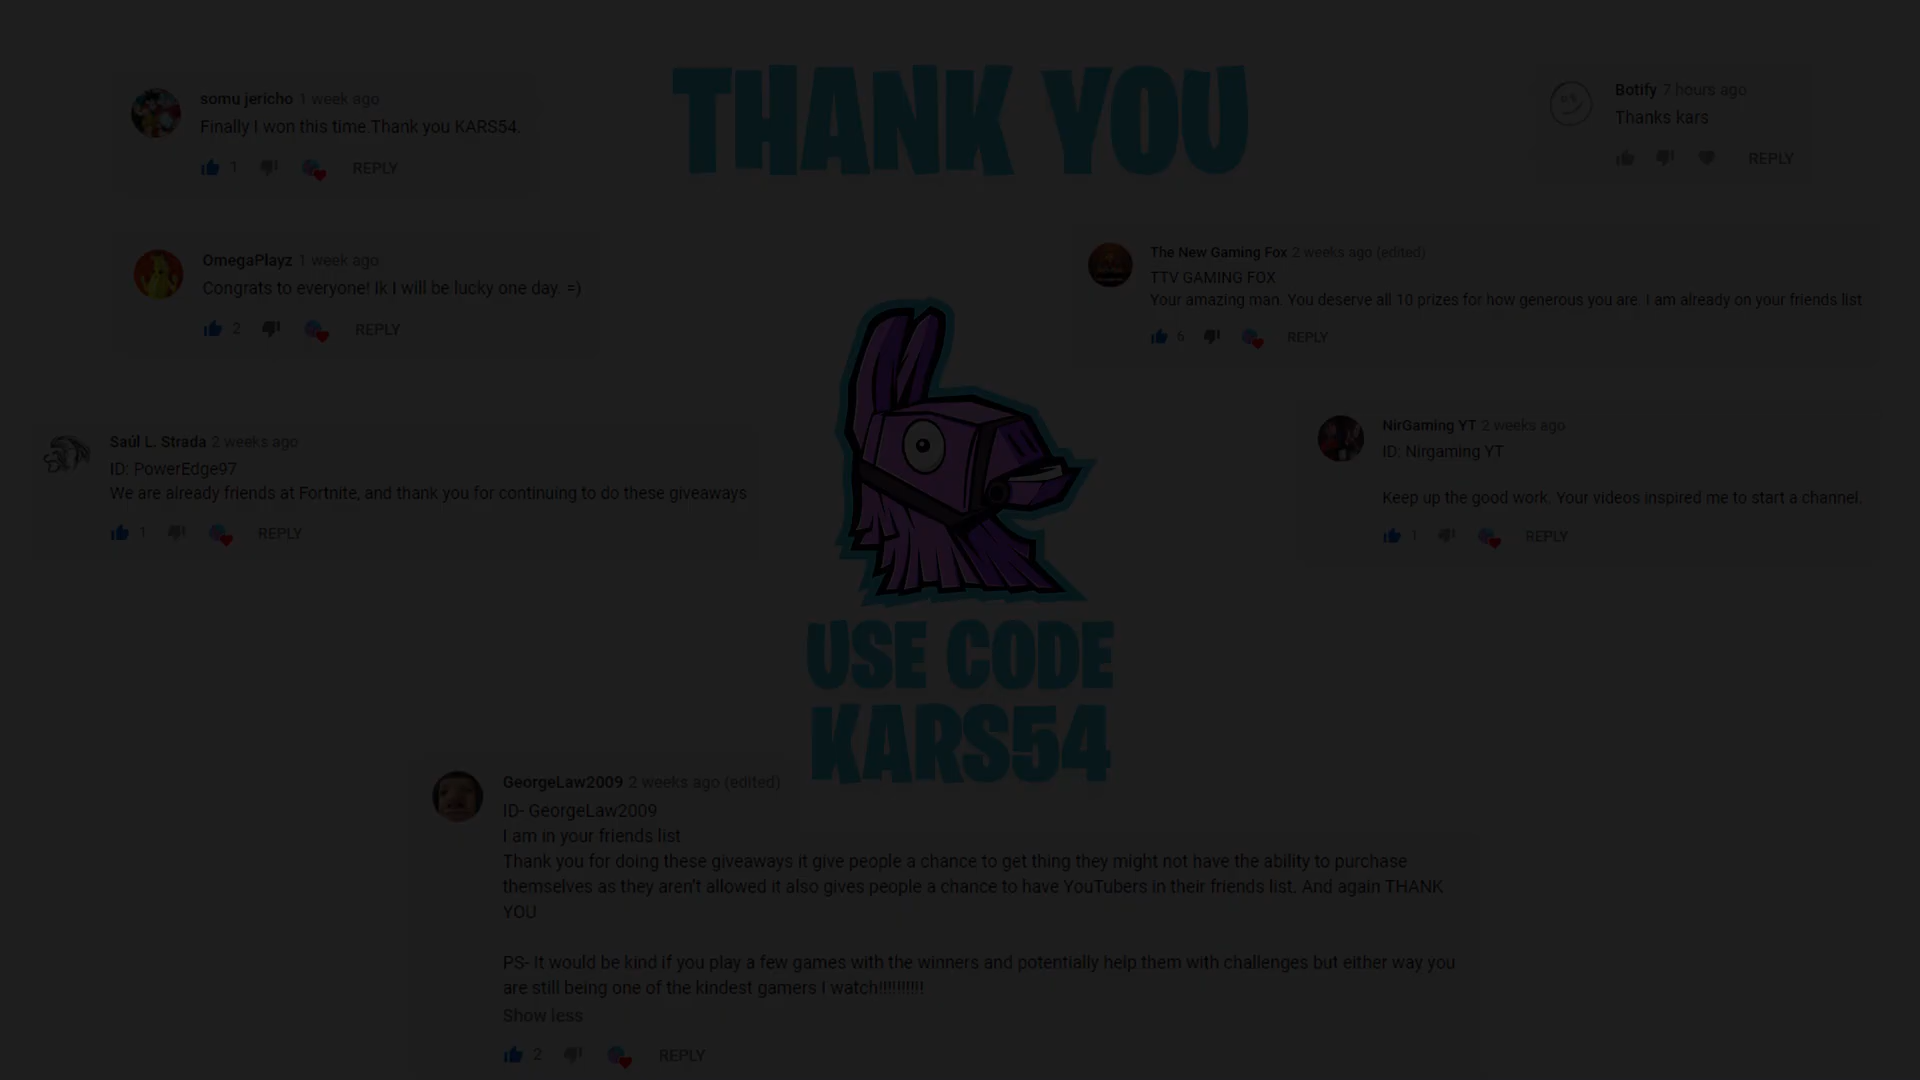 THANK YOU
somu jericho 1 week ago
Finally I won this time.Thank you KARS54.
1 REPLY
Botify 7 hours ago
Thanks kars
REPLY
OmegaPlayz 1 week ago
Congrats to everyone! Ik I will be lucky one day. =)
2 REPLY
The New Gaming Fox 2 weeks ago (edited)
TTV GAMING FOX
Your amazing man. You deserve all 10 prizes for how generous you are. I am already on your friends list
6 REPLY
Saúl L. Strada 2 weeks ago
ID: PowerEdge97
We are already friends at Fortnite, and thank you for continuing to do these giveaways
1 REPLY
NirGaming YT 2 weeks ago
ID: Nirgaming YT
Keep up the good work. Your videos inspired me to start a channel.
1 REPLY
USE CODE
KARS54
GeorgeLaw2009 2 weeks ago (edited)
ID- GeorgeLaw2009
I am in your friends list
Thank you for doing these giveaways it give people a chance to get thing they might not have the ability to purchase
themselves as they aren't allowed it also gives people a chance to have YouTubers in their friends list. And again THANK
YOU
PS- It would be kind if you play a few games with the winners and potentially help them with challenges but either way you
are still being one of the kindest gamers I watch!!!!!!!!!!
Show less
2 REPLY